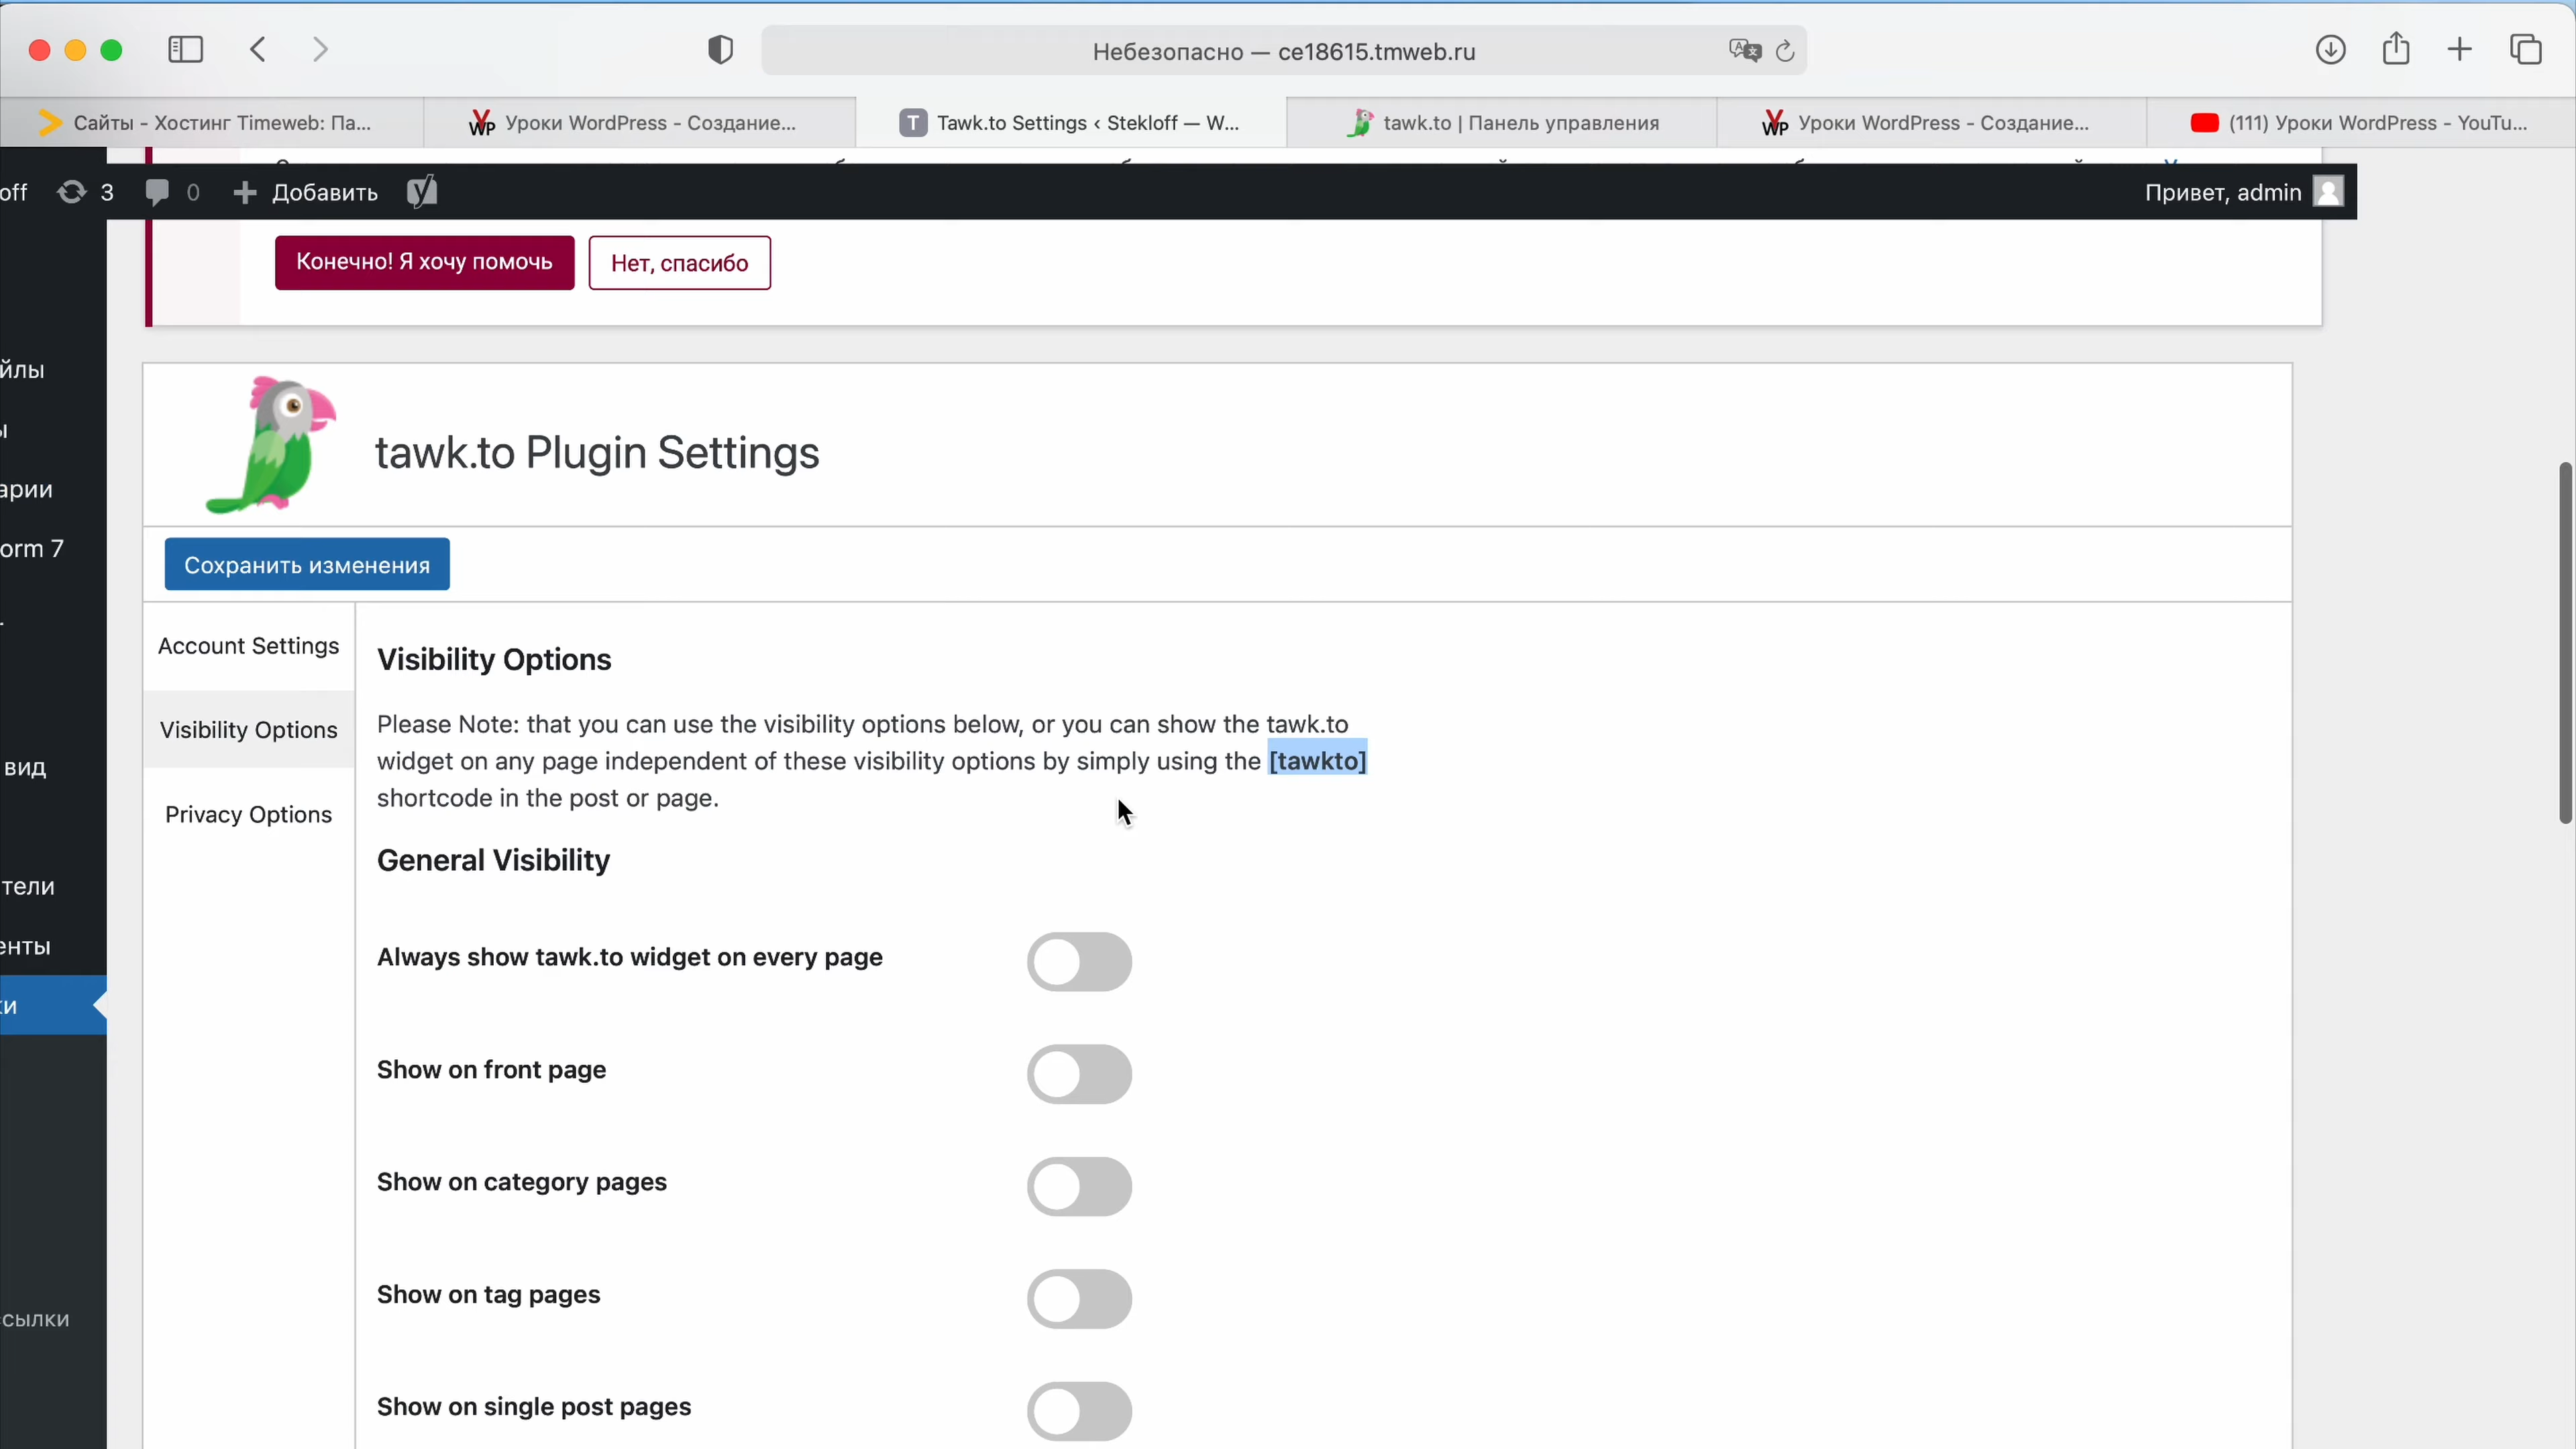 Небезопасно — ce18615.tmweb.ru
Сайты - Хостинг Timeweb: Па...
Уроки WordPress - Создание...
T Tawk.to Settings ‹ Stekloff — W...
tawk.to | Панель управления
Уроки WordPress - Создание...
(111) Уроки WordPress - YouTu...
off 3 0 + Добавить
Привет, admin
Конечно! Я хочу помочь
Нет, спасибо
йлы
ы
арии
orm 7
вид
тели
енты
ки
ссылки
tawk.to Plugin Settings
Сохранить изменения
Account Settings
Visibility Options
Privacy Options
Visibility Options
Please Note: that you can use the visibility options below, or you can show the tawk.to
widget on any page independent of these visibility options by simply using the [tawkto]
shortcode in the post or page.
General Visibility
Always show tawk.to widget on every page
Show on front page
Show on category pages
Show on tag pages
Show on single post pages